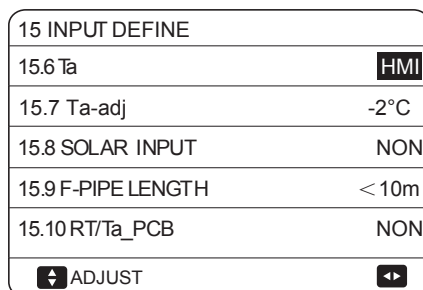 15 INPUT DEFINE
15.6 Ta HMI
15.7 Ta-adj -2°C
15.8 SOLAR INPUT NON
15.9 F-PIPE LENGTH <10m
15.10 RT/Ta_PCB NON
ADJUST